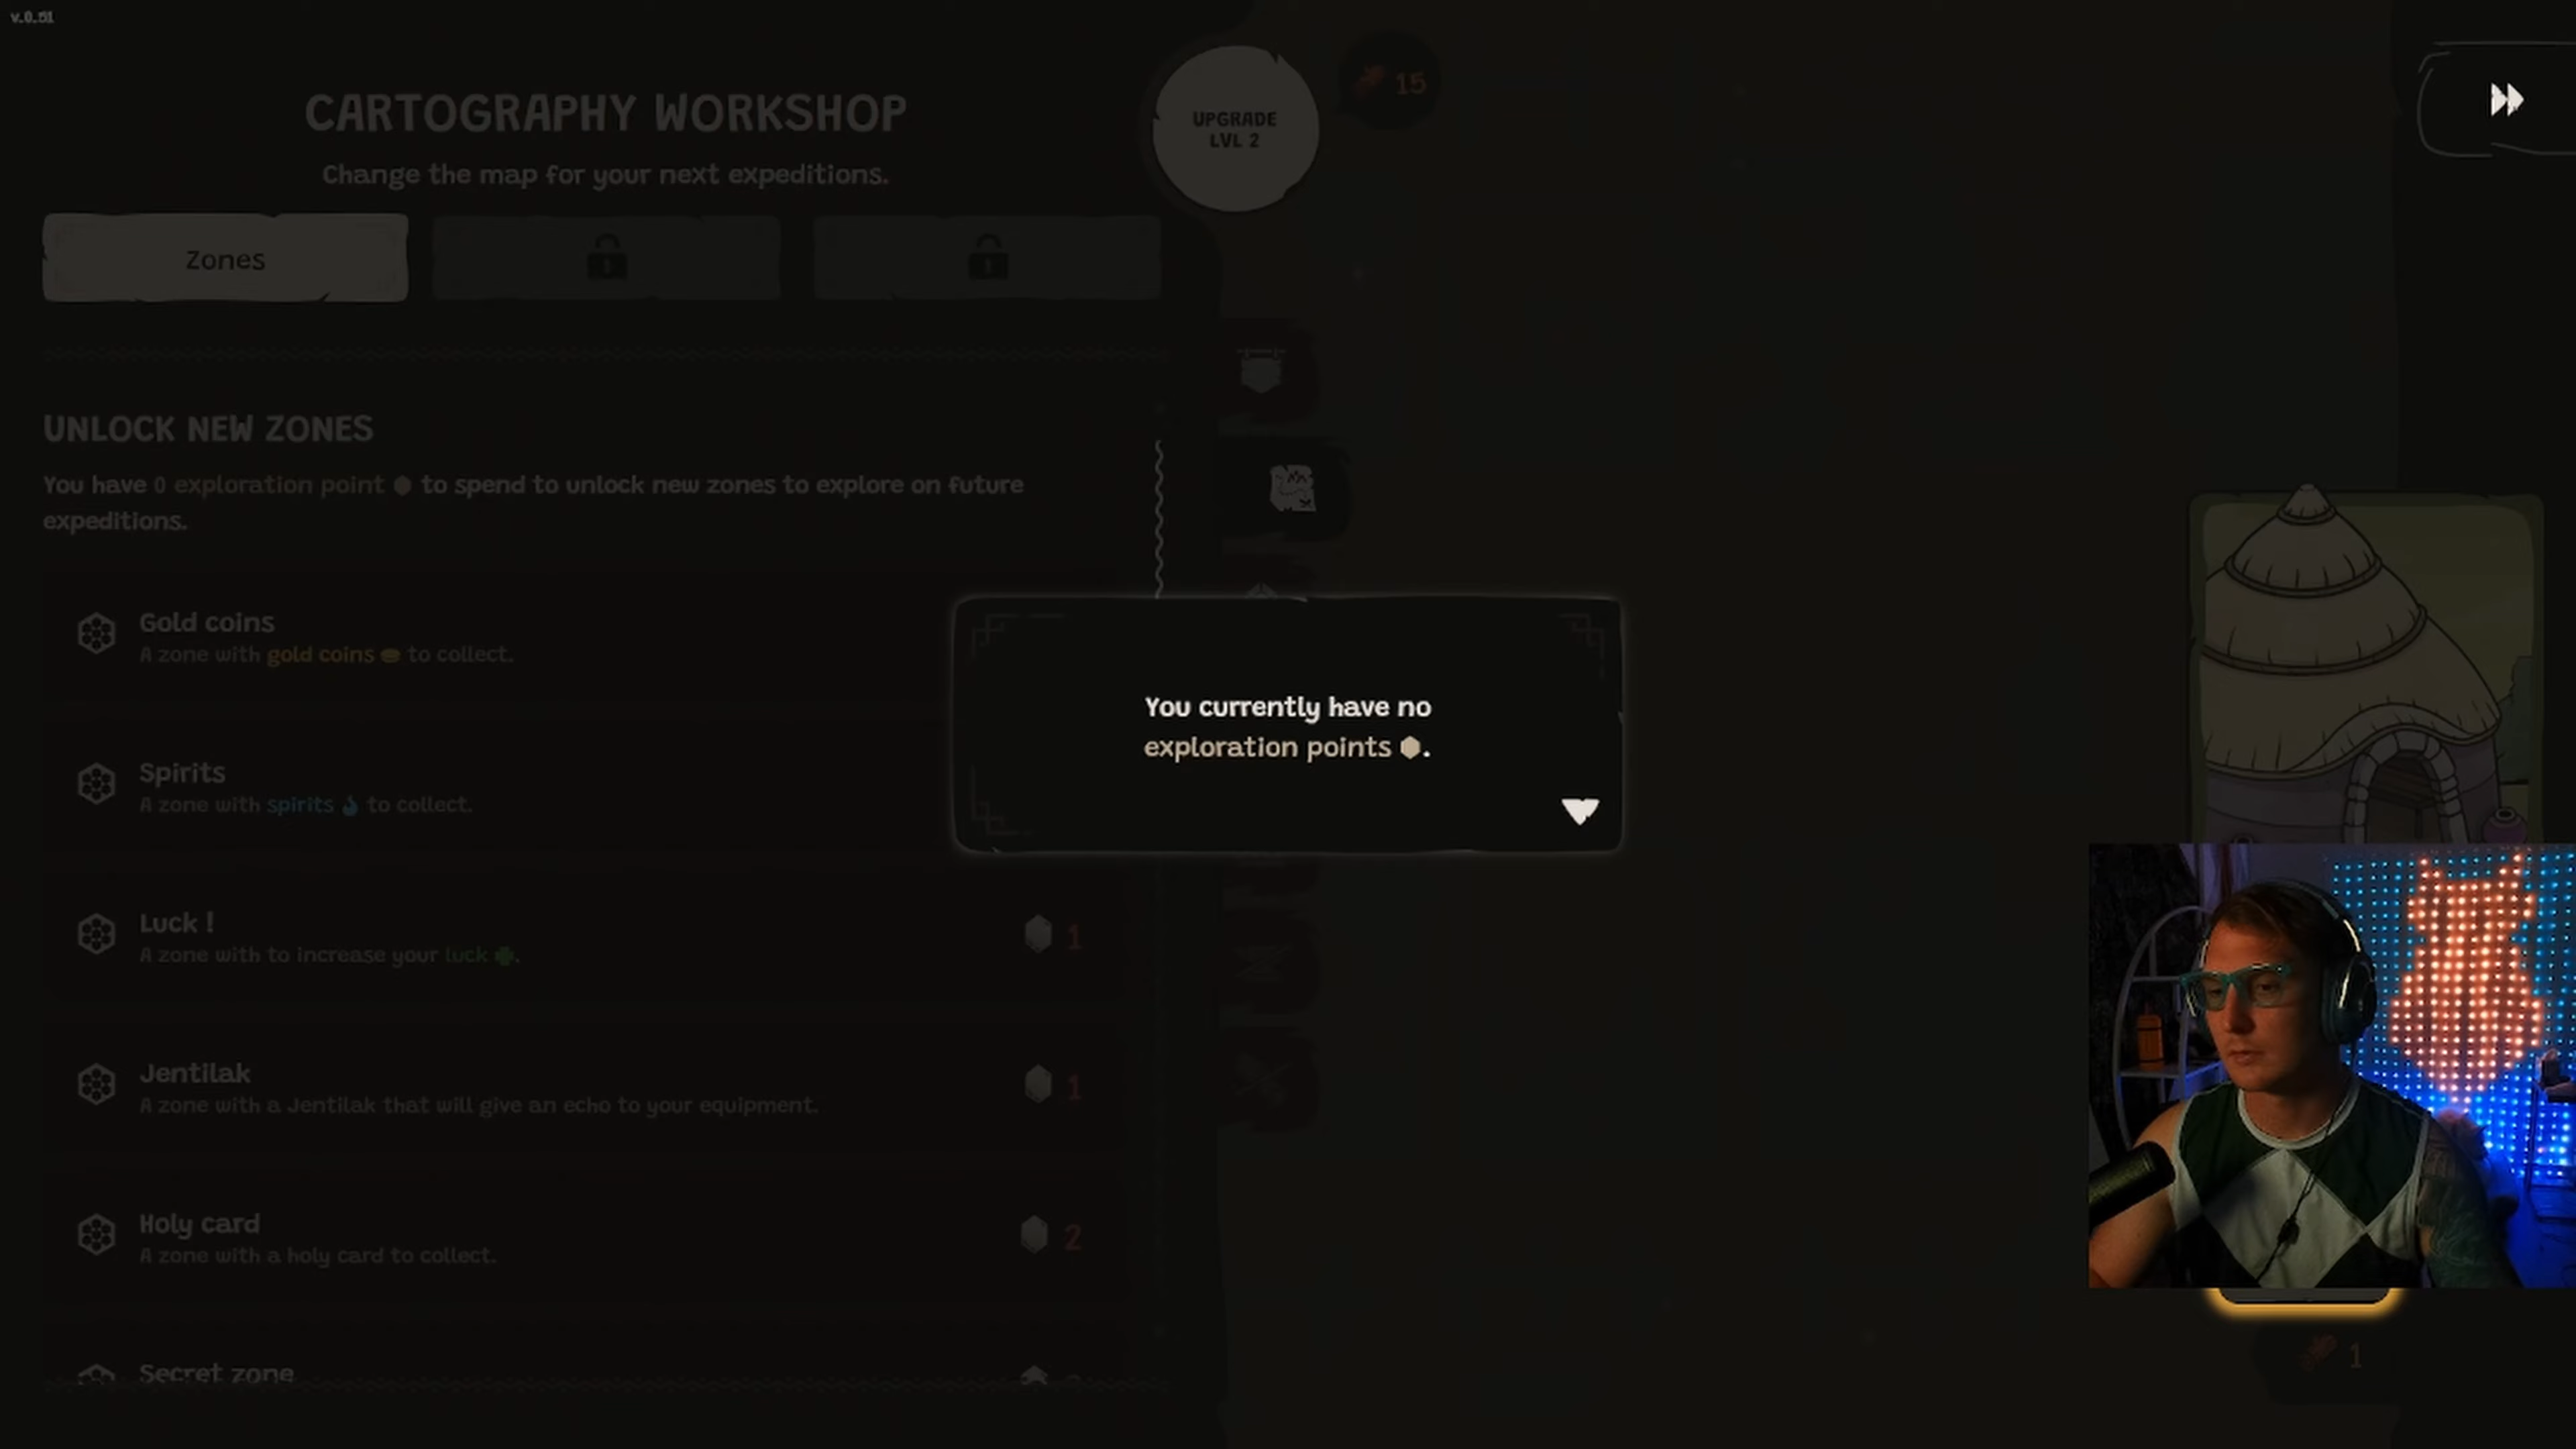 v.0.51
CARTOGRAPHY WORKSHOP
Change the map for your next expeditions.
UPGRADE
LVL 2
15
Zones
UNLOCK NEW ZONES
You have 0 exploration point to spend to unlock new zones to explore on future
expeditions.
Gold coins
A zone with gold coins to collect.
Spirits
A zone with spirits to collect.
You currently have no
exploration points .
Luck !
A zone with to increase your luck .
1
Jentilak
A zone with a Jentilak that will give an echo to your equipment.
1
Holy card
A zone with a holy card to collect.
2
Secret zone
1